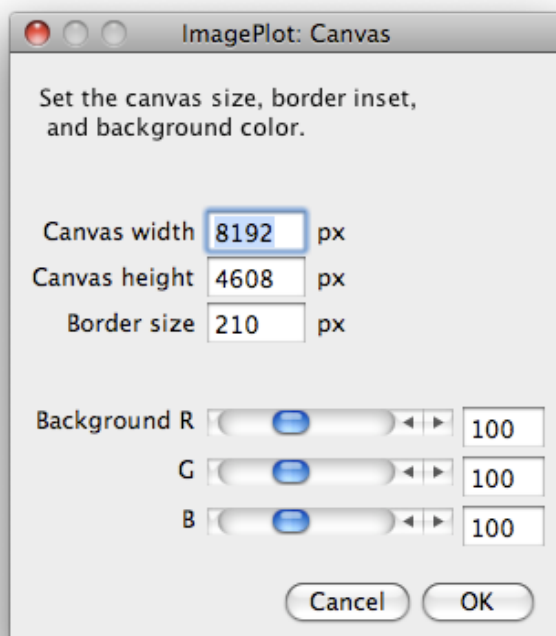 ImagePlot: Canvas
Set the canvas size, border inset,
and background color.
Canvas width 8192 px
Canvas height 4608 px
Border size 210 px
Background R 100
G 100
B 100
Cancel OK